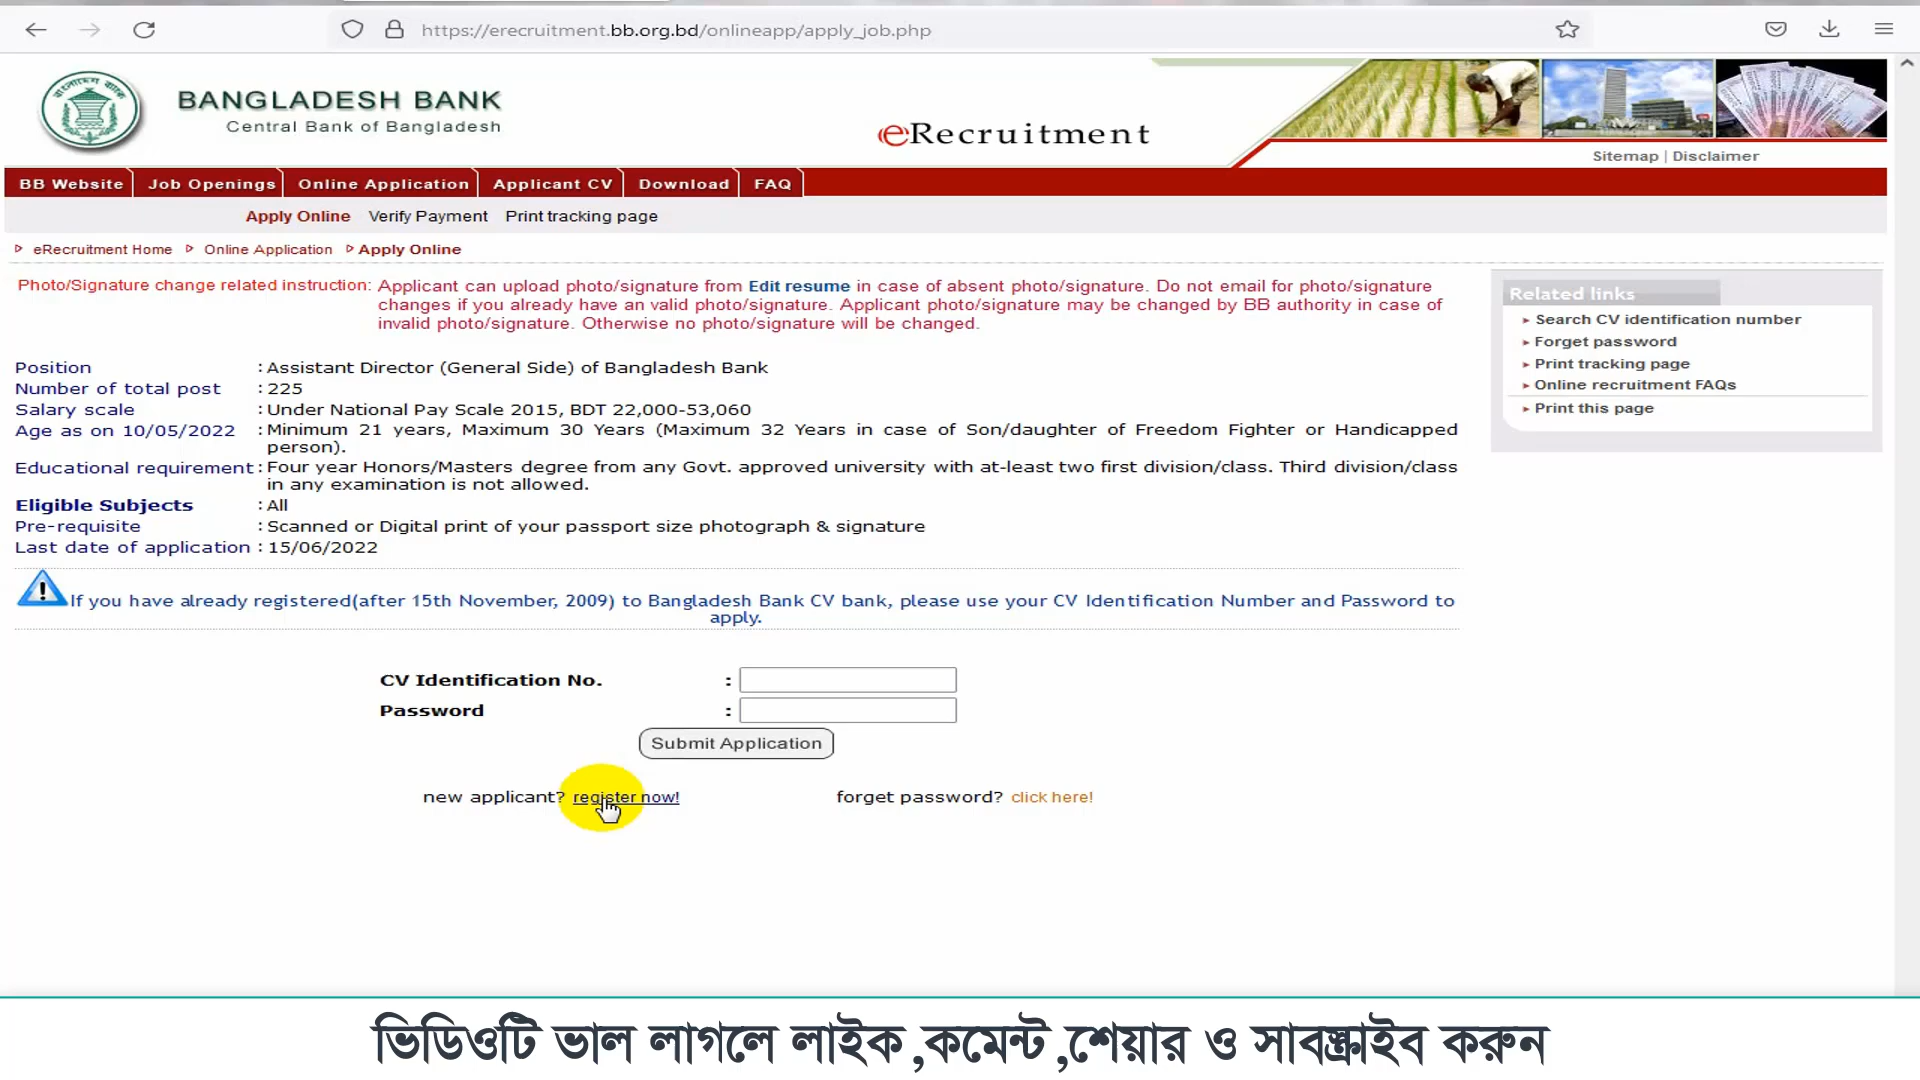 https://erecruitment.bb.org.bd/onlineapp/apply_job.php
BANGLADESH BANK
Central Bank of Bangladesh
eRecruitment
Sitemap | Disclaimer
BB Website Job Openings Online Application Applicant CV Download FAQ
Apply Online Verify Payment Print tracking page
eRecruitment Home Online Application Apply Online
Photo/Signature change related instruction: Applicant can upload photo/signature from Edit resume in case of absent photo/signature. Do not email for photo/signature
changes if you already have an valid photo/signature. Applicant photo/signature may be changed by BB authority in case of
invalid photo/signature. Otherwise no photo/signature will be changed.
Position : Assistant Director (General Side) of Bangladesh Bank
Number of total post : 225
Salary scale : Under National Pay Scale 2015, BDT 22,000-53,060
Age as on 10/05/2022 : Minimum 21 years, Maximum 30 Years (Maximum 32 Years in case of Son/daughter of Freedom Fighter or Handicapped
person).
Educational requirement : Four year Honors/Masters degree from any Govt. approved university with at-least two first division/class. Third division/class
in any examination is not allowed.
Eligible Subjects : All
Pre-requisite : Scanned or Digital print of your passport size photograph & signature
Last date of application : 15/06/2022
If you have already registered(after 15th November, 2009) to Bangladesh Bank CV bank, please use your CV Identification Number and Password to
apply.
CV Identification No. :
Password :
Submit Application
new applicant? register now! forget password? click here!
Related links
Search CV identification number
Forget password
Print tracking page
Online recruitment FAQs
Print this page
ভিডিওটি ভাল লাগলে লাইক ,কমেন্ট ,শেয়ার ও সাবস্ক্রাইব করুন